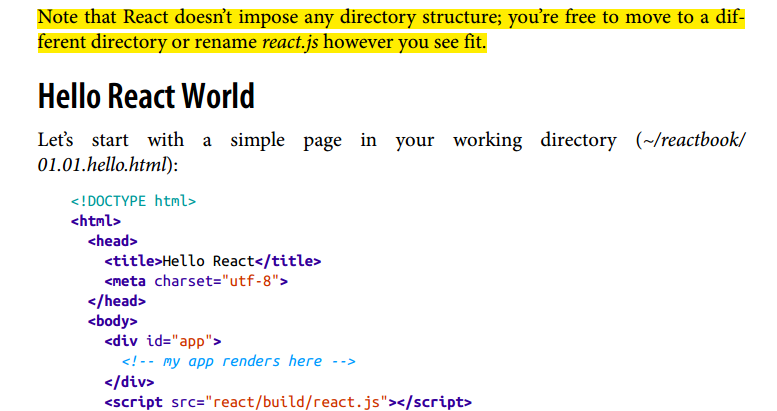 Note that React doesn’t impose any directory structure; you’re free to move to a dif-
ferent directory or rename react.js however you see fit.
Hello React World
Let’s start with a simple page in your working directory (~/reactbook/
01.01.hello.html):
<!DOCTYPE html>
<html>
  <head>
    <title>Hello React</title>
    <meta charset="utf-8">
  </head>
  <body>
    <div id="app">
      <!-- my app renders here -->
    </div>
    <script src="react/build/react.js"></script>